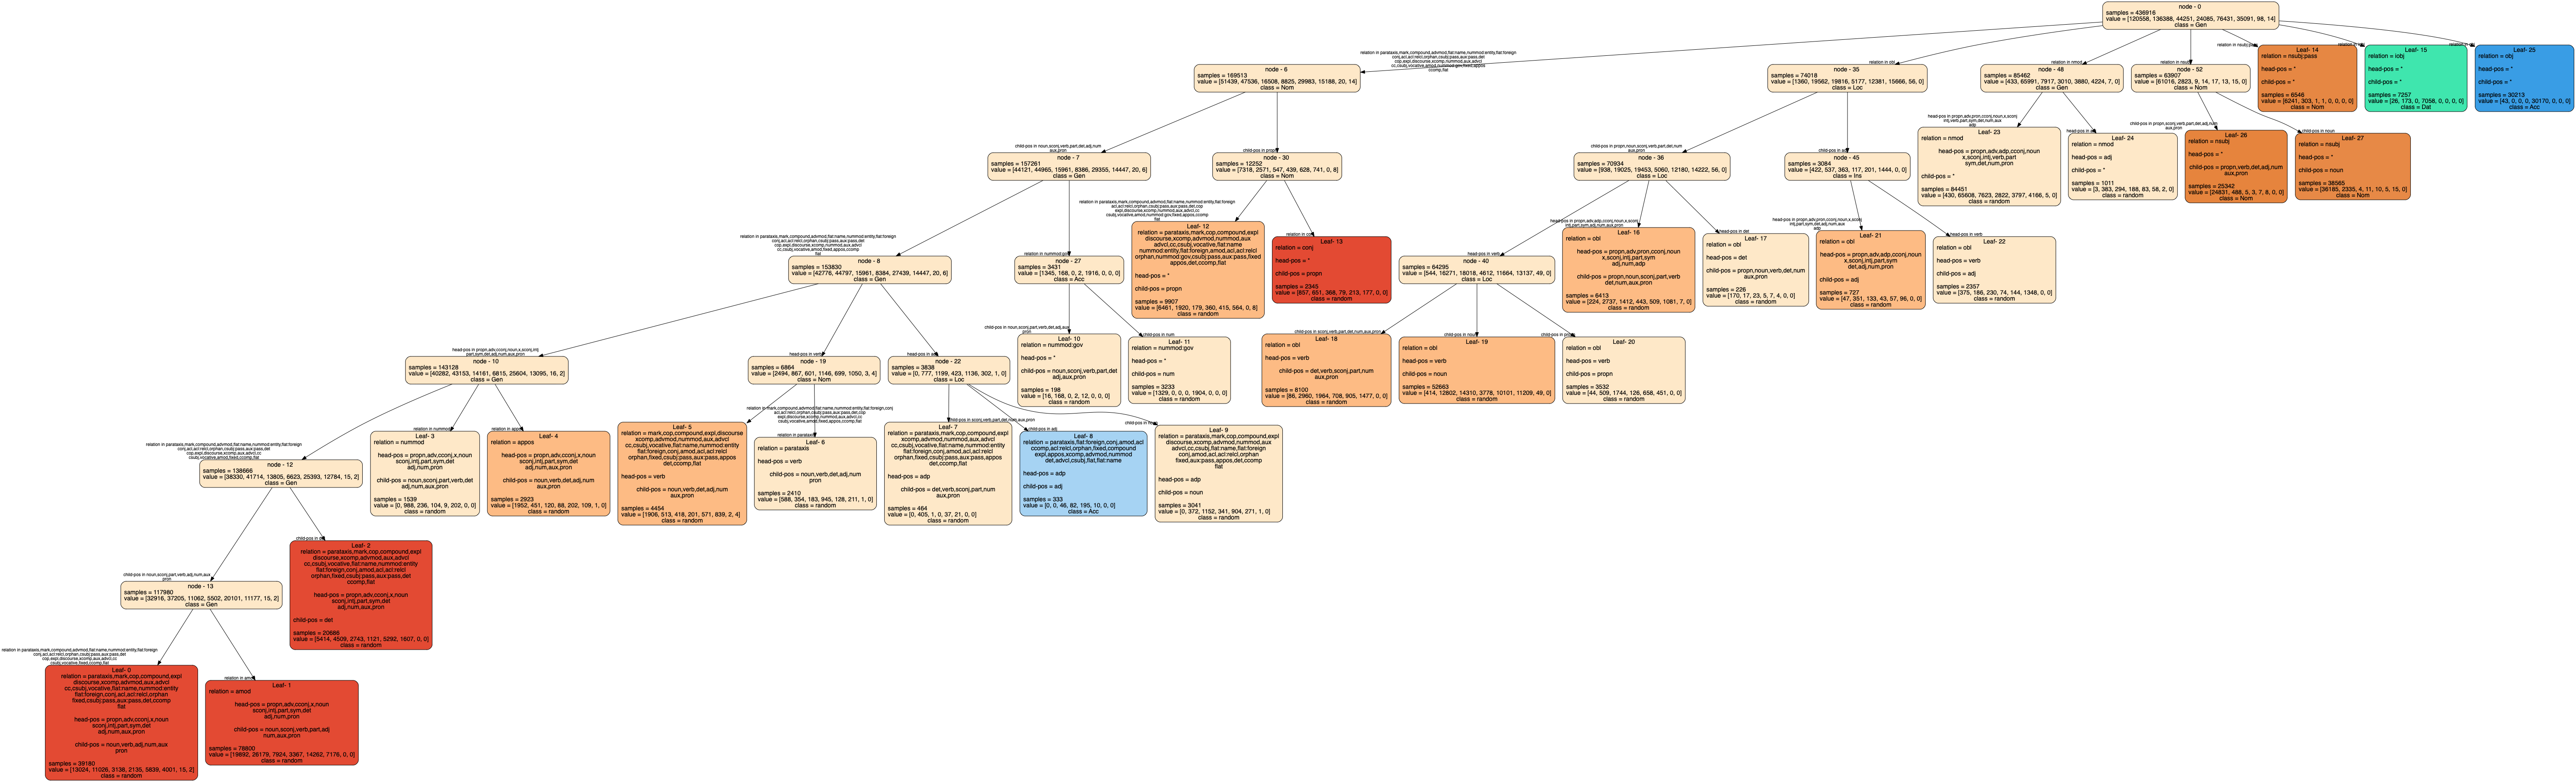 node - 0
samples = 436916
value = [120558, 136388, 44251, 24085, 76431, 35091, 98, 14]
class = Gen
relation in parataxis,mark,compound,advmod,flat:name,nummod:entity,flat:foreign
conj,acl,acl:relcl,orphan,csubj:pass,aux:pass,det
cop,expl,discourse,xcomp,nummod,aux,advcl
cc,csubj,vocative,amod,nummod:gov,fixed,appos
ccomp,flat
relation in obl
relation in nmod
relation in nsubj
relation in nsubj:pass
relation in iobj
relation in obj
node - 6
samples = 169513
value = [51439, 47536, 16508, 8825, 29983, 15188, 20, 14]
class = Nom
node - 35
samples = 74018
value = [1360, 19562, 19816, 5177, 12381, 15666, 56, 0]
class = Loc
node - 48
samples = 85462
value = [433, 65991, 7917, 3010, 3880, 4224, 7, 0]
class = Gen
node - 52
samples = 63907
value = [61016, 2823, 9, 14, 17, 13, 15, 0]
class = Nom
Leaf- 14
relation = nsubj:pass
head-pos = *
child-pos = *
samples = 6546
value = [6241, 303, 1, 1, 0, 0, 0, 0]
class = Nom
Leaf- 15
relation = iobj
head-pos = *
child-pos = *
samples = 7257
value = [26, 173, 0, 7058, 0, 0, 0, 0]
class = Dat
Leaf- 25
relation = obj
head-pos = *
child-pos = *
samples = 30213
value = [43, 0, 0, 0, 30170, 0, 0, 0]
class = Acc
child-pos in noun,sconj,verb,part,det,adj,num
aux,pron
child-pos in propn
node - 7
samples = 157261
value = [44121, 44965, 15961, 8386, 29355, 14447, 20, 6]
class = Gen
node - 30
samples = 12252
value = [7318, 2571, 547, 439, 628, 741, 0, 8]
class = Nom
child-pos in propn,noun,sconj,verb,part,det,num
aux,pron
child-pos in adj
node - 36
samples = 70934
value = [938, 19025, 19453, 5060, 12180, 14222, 56, 0]
class = Loc
node - 45
samples = 3084
value = [422, 537, 363, 117, 201, 1444, 0, 0]
class = Ins
head-pos in propn,adv,pron,cconj,noun,x,sconj
intj,verb,part,sym,det,num,aux
adp
Leaf- 23
relation = nmod
head-pos = propn,adv,adp,cconj,noun
x,sconj,intj,verb,part
sym,det,num,pron
child-pos = *
samples = 84451
value = [430, 65608, 7623, 2822, 3797, 4166, 5, 0]
class = random
head-pos in adj
Leaf- 24
relation = nmod
head-pos = adj
child-pos = *
samples = 1011
value = [3, 383, 294, 188, 83, 58, 2, 0]
class = random
child-pos in propn,sconj,verb,part,det,adj,num
aux,pron
Leaf- 26
relation = nsubj
head-pos = *
child-pos = propn,verb,det,adj,num
aux,pron
samples = 25342
value = [24831, 488, 5, 3, 7, 8, 0, 0]
class = Nom
child-pos in noun
Leaf- 27
relation = nsubj
head-pos = *
child-pos = noun
samples = 38565
value = [36185, 2335, 4, 11, 10, 5, 15, 0]
class = Nom
relation in parataxis,mark,compound,advmod,flat:name,nummod:entity,flat:foreign
conj,acl,acl:relcl,orphan,csubj:pass,aux:pass,det
cop,expl,discourse,xcomp,nummod,aux,advcl
cc,csubj,vocative,amod,fixed,appos,ccomp
flat
node - 8
samples = 153830
value = [42776, 44797, 15961, 8384, 27439, 14447, 20, 6]
class = Gen
relation in nummod:gov
node - 27
samples = 3431
value = [1345, 168, 0, 2, 1916, 0, 0, 0]
class = Acc
relation in parataxis,mark,compound,advmod,flat:name,nummod:entity,flat:foreign
acl,acl:relcl,orphan,csubj:pass,aux:pass,det,cop
expl,discourse,xcomp,nummod,aux,advcl,cc
csubj,vocative,amod,nummod:gov,fixed,appos,ccomp
flat
Leaf- 12
relation = parataxis,mark,cop,compound,expl
discourse,xcomp,advmod,nummod,aux
advcl,cc,csubj,vocative,flat:name
nummod:entity,flat:foreign,amod,acl,acl:relcl
orphan,nummod:gov,csubj:pass,aux:pass,fixed
appos,det,ccomp,flat
head-pos = *
child-pos = propn
samples = 9907
value = [6461, 1920, 179, 360, 415, 564, 0, 8]
class = random
relation in conj
Leaf- 13
relation = conj
head-pos = *
child-pos = propn
samples = 2345
value = [857, 651, 368, 79, 213, 177, 0, 0]
class = random
head-pos in verb
node - 40
samples = 64295
value = [544, 16271, 18018, 4612, 11664, 13137, 49, 0]
class = Loc
head-pos in propn,adv,adp,cconj,noun,x,sconj
intj,part,sym,adj,num,aux,pron
Leaf- 16
relation = obl
head-pos = propn,adv,pron,cconj,noun
x,sconj,intj,part,sym
adj,num,adp
child-pos = propn,noun,sconj,part,verb
det,num,aux,pron
samples = 6413
value = [224, 2737, 1412, 443, 509, 1081, 7, 0]
class = random
head-pos in det
Leaf- 17
relation = obl
head-pos = det
child-pos = propn,noun,verb,det,num
aux,pron
samples = 226
value = [170, 17, 23, 5, 7, 4, 0, 0]
class = random
head-pos in propn,adv,pron,cconj,noun,x,sconj
intj,part,sym,det,adj,num,aux
adp
Leaf- 21
relation = obl
head-pos = propn,adv,adp,cconj,noun
x,sconj,intj,part,sym
det,adj,num,pron
child-pos = adj
samples = 727
value = [47, 351, 133, 43, 57, 96, 0, 0]
class = random
head-pos in verb
Leaf- 22
relation = obl
head-pos = verb
child-pos = adj
samples = 2357
value = [375, 186, 230, 74, 144, 1348, 0, 0]
class = random
head-pos in propn,adv,cconj,noun,x,sconj,intj
part,sym,det,adj,num,aux,pron
node - 10
samples = 143128
value = [40282, 43153, 14161, 6815, 25604, 13095, 16, 2]
class = Gen
head-pos in verb
node - 19
samples = 6864
value = [2494, 867, 601, 1146, 699, 1050, 3, 4]
class = Nom
head-pos in adp
node - 22
samples = 3838
value = [0, 777, 1199, 423, 1136, 302, 1, 0]
class = Loc
child-pos in noun,sconj,part,verb,det,adj,aux
pron
Leaf- 10
relation = nummod:gov
head-pos = *
child-pos = noun,sconj,verb,part,det
adj,aux,pron
samples = 198
value = [16, 168, 0, 2, 12, 0, 0, 0]
class = random
child-pos in num
Leaf- 11
relation = nummod:gov
head-pos = *
child-pos = num
samples = 3233
value = [1329, 0, 0, 0, 1904, 0, 0, 0]
class = random
child-pos in sconj,verb,part,det,num,aux,pron
Leaf- 18
relation = obl
head-pos = verb
child-pos = det,verb,sconj,part,num
aux,pron
samples = 8100
value = [86, 2960, 1964, 708, 905, 1477, 0, 0]
class = random
child-pos in noun
Leaf- 19
relation = obl
head-pos = verb
child-pos = noun
samples = 52663
value = [414, 12802, 14310, 3778, 10101, 11209, 49, 0]
class = random
child-pos in propn
Leaf- 20
relation = obl
head-pos = verb
child-pos = propn
samples = 3532
value = [44, 509, 1744, 126, 658, 451, 0, 0]
class = random
relation in parataxis,mark,compound,advmod,flat:name,nummod:entity,flat:foreign
conj,acl,acl:relcl,orphan,csubj:pass,aux:pass,det
cop,expl,discourse,xcomp,aux,advcl,cc
csubj,vocative,amod,fixed,ccomp,flat
node - 12
samples = 138666
value = [38330, 41714, 13805, 6623, 25393, 12784, 15, 2]
class = Gen
relation in nummod
Leaf- 3
relation = nummod
head-pos = propn,adv,cconj,x,noun
sconj,intj,part,sym,det
adj,num,pron
child-pos = noun,sconj,part,verb,det
adj,num,aux,pron
samples = 1539
value = [0, 988, 236, 104, 9, 202, 0, 0]
class = random
relation in appos
Leaf- 4
relation = appos
head-pos = propn,adv,cconj,x,noun
sconj,intj,part,sym,det
adj,num,aux,pron
child-pos = noun,verb,det,adj,num
aux,pron
samples = 2923
value = [1952, 451, 120, 88, 202, 109, 1, 0]
class = random
relation in mark,compound,advmod,flat:name,nummod:entity,flat:foreign,conj
acl,acl:relcl,orphan,csubj:pass,aux:pass,det,cop
expl,discourse,xcomp,nummod,aux,advcl,cc
csubj,vocative,amod,fixed,appos,ccomp,flat
Leaf- 5
relation = mark,cop,compound,expl,discourse
xcomp,advmod,nummod,aux,advcl
cc,csubj,vocative,flat:name,nummod:entity
flat:foreign,conj,amod,acl,acl:relcl
orphan,fixed,csubj:pass,aux:pass,appos
det,ccomp,flat
head-pos = verb
child-pos = noun,verb,det,adj,num
aux,pron
samples = 4454
value = [1906, 513, 418, 201, 571, 839, 2, 4]
class = random
relation in parataxis
Leaf- 6
relation = parataxis
head-pos = verb
child-pos = noun,verb,det,adj,num
pron
samples = 2410
value = [588, 354, 183, 945, 128, 211, 1, 0]
class = random
child-pos in sconj,verb,part,det,num,aux,pron
Leaf- 7
relation = parataxis,mark,cop,compound,expl
xcomp,advmod,nummod,aux,advcl
cc,csubj,vocative,flat:name,nummod:entity
flat:foreign,conj,amod,acl,acl:relcl
orphan,fixed,csubj:pass,aux:pass,appos
det,ccomp,flat
head-pos = adp
child-pos = det,verb,sconj,part,num
aux,pron
samples = 464
value = [0, 405, 1, 0, 37, 21, 0, 0]
class = random
child-pos in adj
Leaf- 8
relation = parataxis,flat:foreign,conj,amod,acl
ccomp,acl:relcl,orphan,fixed,compound
expl,appos,xcomp,advmod,nummod
det,advcl,csubj,flat,flat:name
head-pos = adp
child-pos = adj
samples = 333
value = [0, 0, 46, 82, 195, 10, 0, 0]
class = Acc
child-pos in noun
Leaf- 9
relation = parataxis,mark,cop,compound,expl
discourse,xcomp,advmod,nummod,aux
advcl,cc,csubj,flat:name,flat:foreign
conj,amod,acl,acl:relcl,orphan
fixed,aux:pass,appos,det,ccomp
flat
head-pos = adp
child-pos = noun
samples = 3041
value = [0, 372, 1152, 341, 904, 271, 1, 0]
class = random
child-pos in noun,sconj,part,verb,adj,num,aux
pron
node - 13
samples = 117980
value = [32916, 37205, 11062, 5502, 20101, 11177, 15, 2]
class = Gen
child-pos in det
Leaf- 2
relation = parataxis,mark,cop,compound,expl
discourse,xcomp,advmod,aux,advcl
cc,csubj,vocative,flat:name,nummod:entity
flat:foreign,conj,amod,acl,acl:relcl
orphan,fixed,csubj:pass,aux:pass,det
ccomp,flat
head-pos = propn,adv,cconj,x,noun
sconj,intj,part,sym,det
adj,num,aux,pron
child-pos = det
samples = 20686
value = [5414, 4509, 2743, 1121, 5292, 1607, 0, 0]
class = random
relation in parataxis,mark,compound,advmod,flat:name,nummod:entity,flat:foreign
conj,acl,acl:relcl,orphan,csubj:pass,aux:pass,det
cop,expl,discourse,xcomp,aux,advcl,cc
csubj,vocative,fixed,ccomp,flat
Leaf- 0
relation = parataxis,mark,cop,compound,expl
discourse,xcomp,advmod,aux,advcl
cc,csubj,vocative,flat:name,nummod:entity
flat:foreign,conj,acl,acl:relcl,orphan
fixed,csubj:pass,aux:pass,det,ccomp
flat
head-pos = propn,adv,cconj,x,noun
sconj,intj,part,sym,det
adj,num,aux,pron
child-pos = noun,verb,adj,num,aux
pron
samples = 39180
value = [13024, 11026, 3138, 2135, 5839, 4001, 15, 2]
class = random
relation in amod
Leaf- 1
relation = amod
head-pos = propn,adv,cconj,x,noun
sconj,intj,part,sym,det
adj,num,pron
child-pos = noun,sconj,verb,part,adj
num,aux,pron
samples = 78800
value = [19892, 26179, 7924, 3367, 14262, 7176, 0, 0]
class = random